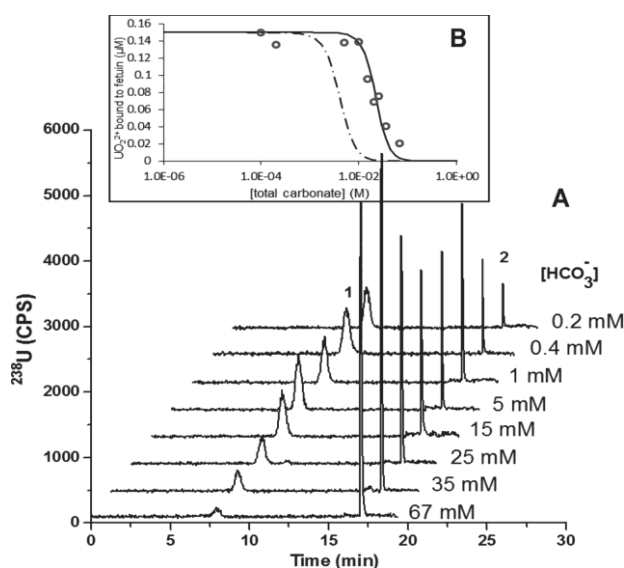 B
UO₂²⁺ bound to fetuin (µM)
0.16
0.14
0.12
0.1
0.08
0.06
0.04
0.02
0
1.0E-06 1.0E-04 1.0E-02 1.0E+00
[total carbonate] (M)
A
²³⁸U (CPS)
6000
5000
4000
3000
2000
1000
0
1
2
[HCO₃⁻]
0.2 mM
0.4 mM
1 mM
5 mM
15 mM
25 mM
35 mM
67 mM
0 5 10 15 20 25 30
Time (min)